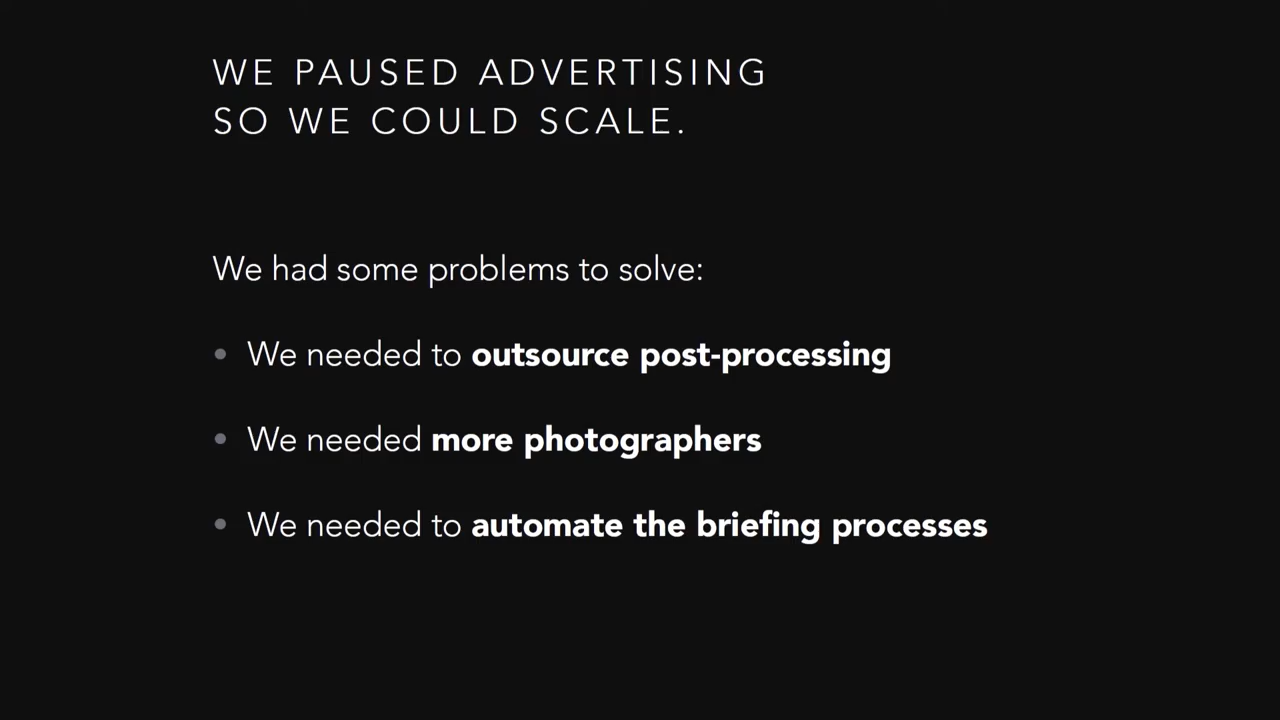 WE PAUSED ADVERTISING
SO WE COULD SCALE.
We had some problems to solve:
• We needed to outsource post-processing
• We needed more photographers
• We needed to automate the briefing processes